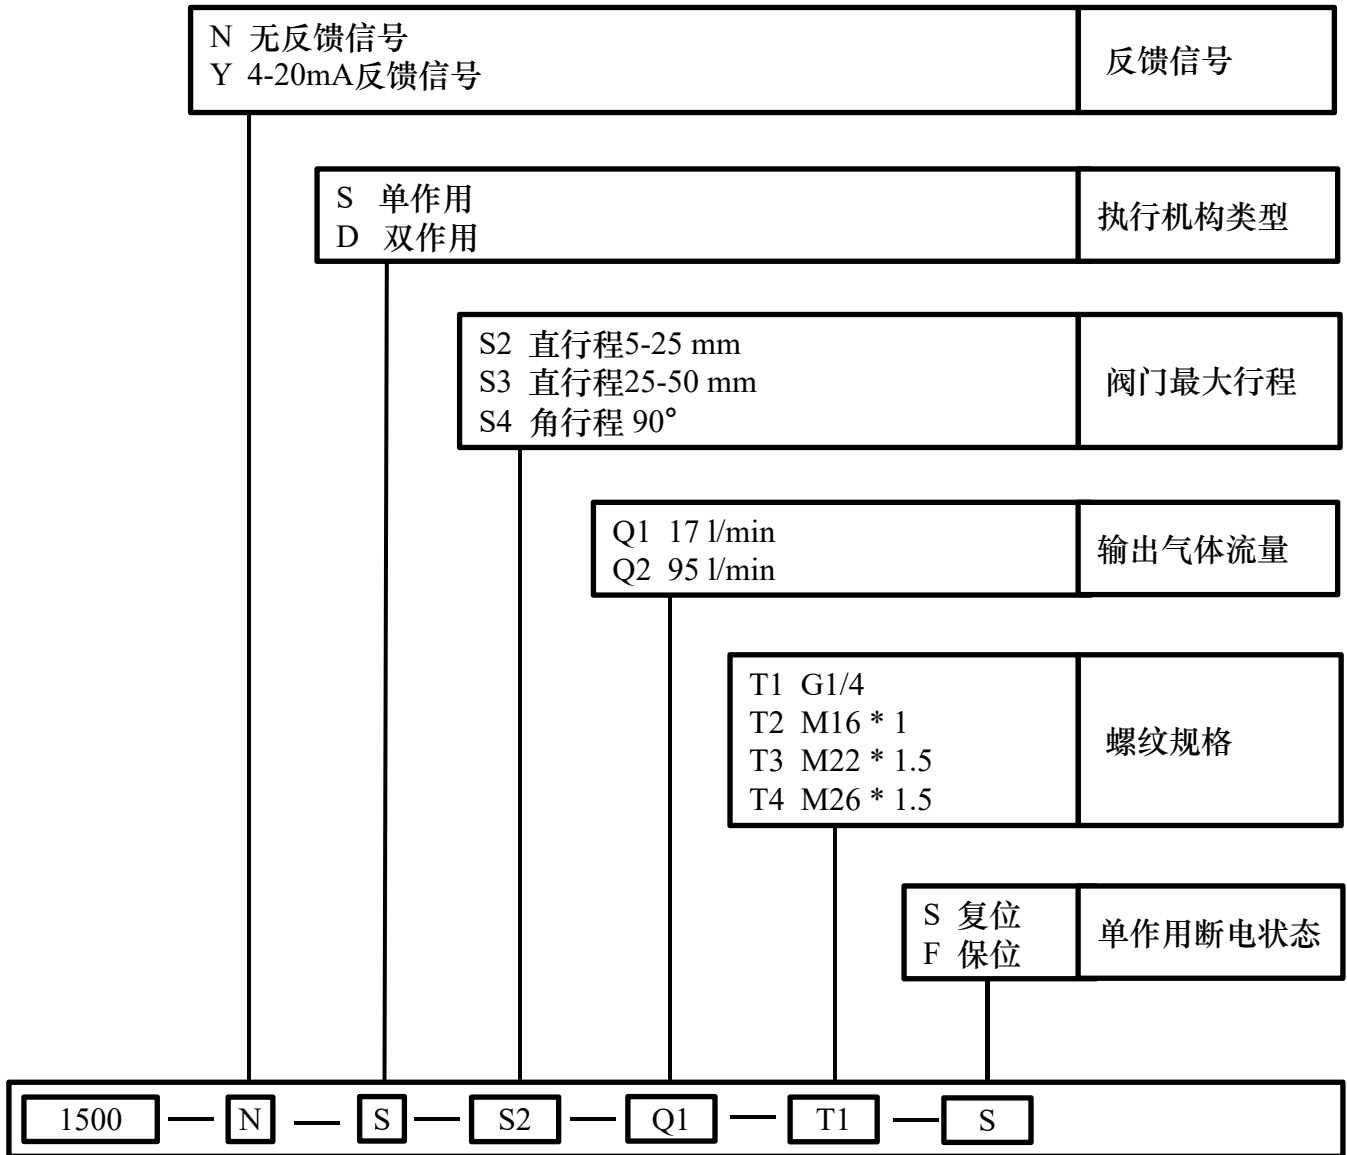 N 无反馈信号
Y 4-20mA反馈信号
反馈信号
S 单作用
D 双作用
执行机构类型
S2 直行程5-25 mm
S3 直行程25-50 mm
S4 角行程 90°
阀门最大行程
Q1 17 l/min
Q2 95 l/min
输出气体流量
T1 G1/4
T2 M16 * 1
T3 M22 * 1.5
T4 M26 * 1.5
螺纹规格
S 复位
F 保位
单作用断电状态
1500 — N — S — S2 — Q1 — T1 — S